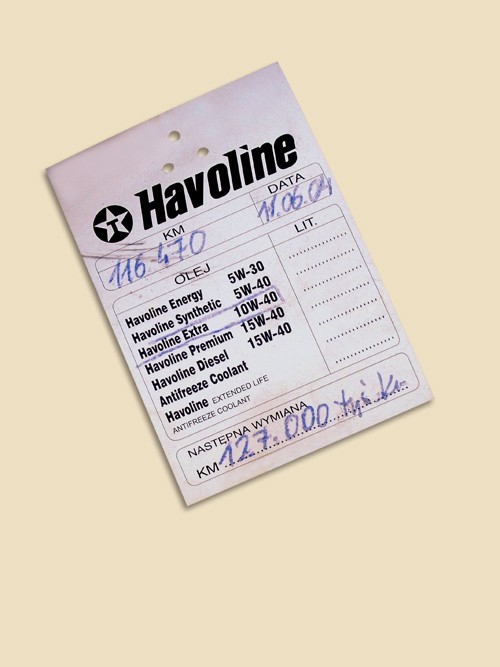 Havoline
KM DATA
116 470 11.06.04
OLEJ LIT.
Havoline Energy 5W-30
Havoline Synthetic 5W-40
Havoline Extra 10W-40
Havoline Premium 15W-40
Havoline Diesel 15W-40
Antifreeze Coolant
Havoline EXTENDED LIFE
ANTIFREEZE COOLANT
NASTĘPNA WYMIANA
KM 127.000